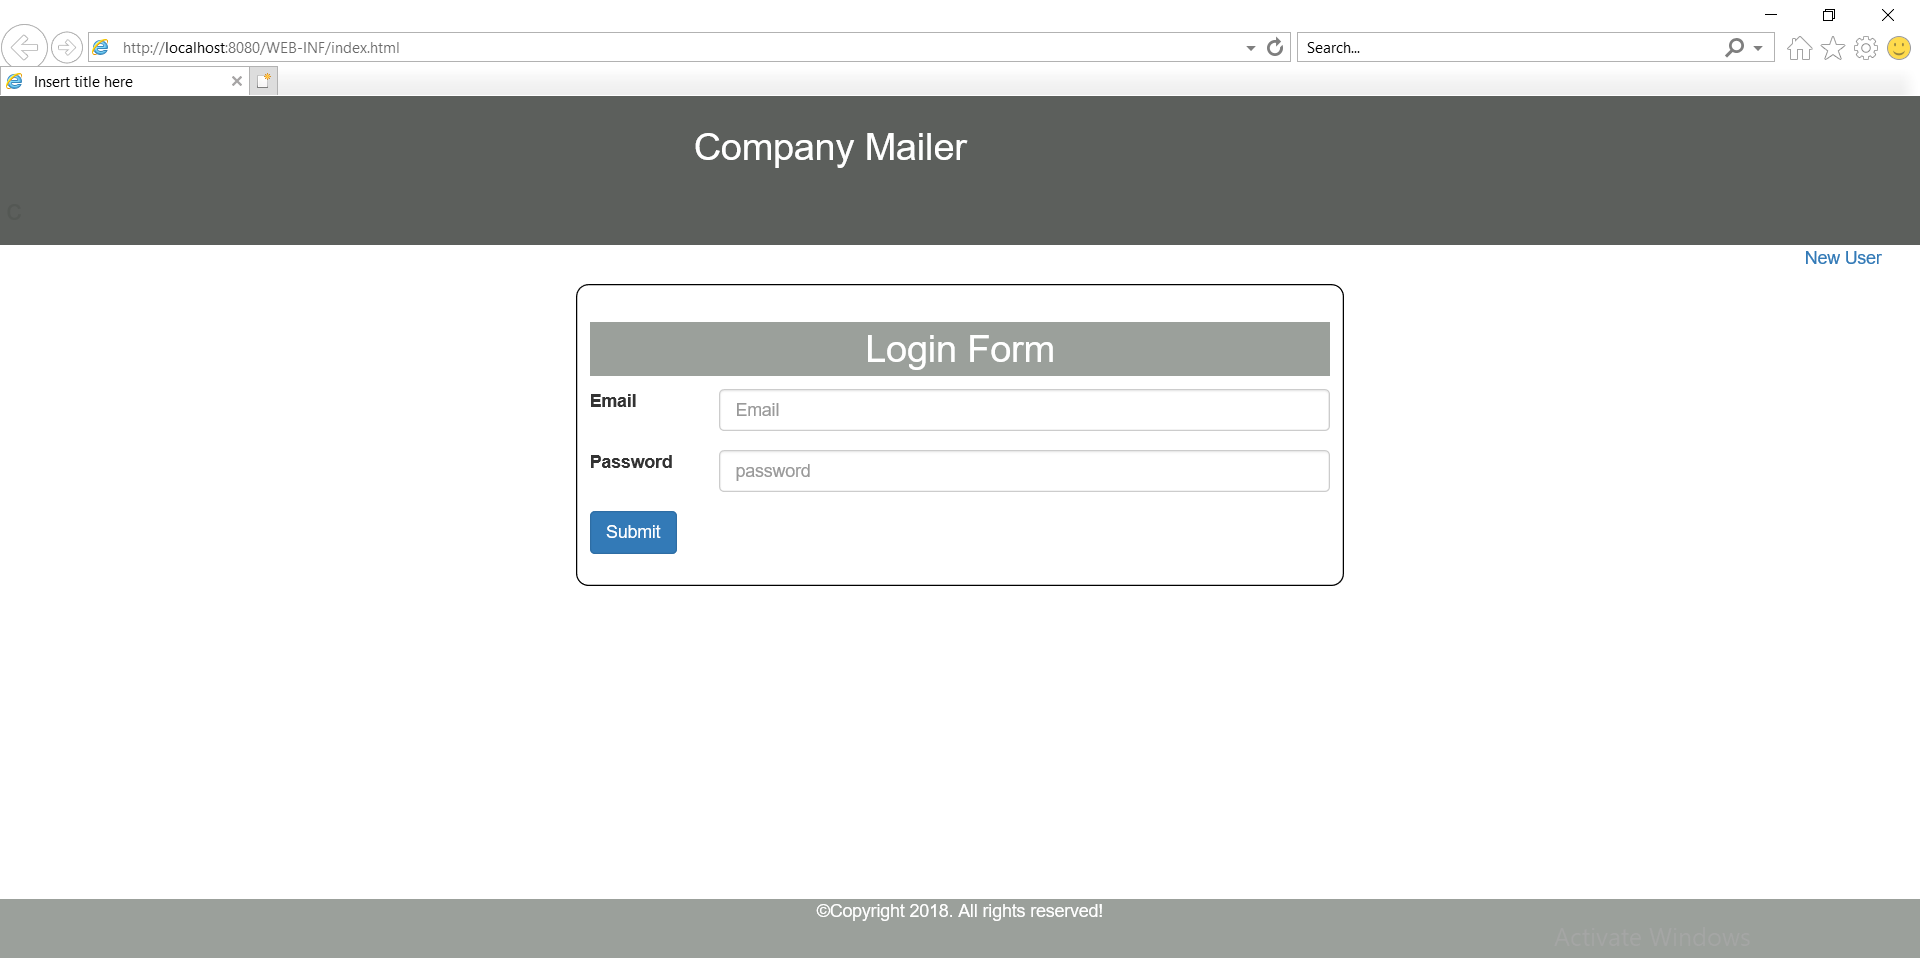 http://localhost:8080/WEB-INF/index.html
Search...
Insert title here
Company Mailer
C
New User
Login Form
Email
Email
Password
password
Submit
©Copyright 2018. All rights reserved!
Activate Windows